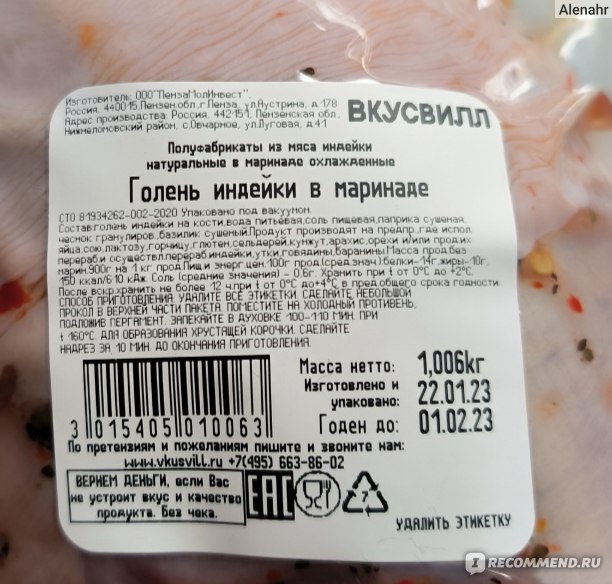 Alenahr
Изготовитель: ООО"ПензаМолИнвест",
Россия, 440015,Пензен.обл.,г.Пенза, ул.Аустрина, д.178
Адрес производства: Россия, 442151, Пензенская обл.,
Нижнеломовский район, с.Овчарное, ул.Луговая, д.41
ВКУСВИЛЛ
Полуфабрикаты из мяса индейки
натуральные в маринаде охлажденные
Голень индейки в маринаде
СТО 81934262-002-2020 Упаковано под вакуумом.
Состав:голень индейки на кости,вода питьевая,соль пищевая,паприка сушеная,
чеснок гранулиров.,базилик сушеный.Продукт производят на предпр.,где испол.
яйца,сою,лактозу,горчицу,глютен,сельдерей,кунжут,арахис,орехи и/или прод.их
перераб.и осуществл.перераб.индейки,утки,говядины,баранины.Масса прод.без
марин.900г на 1 кг прод.Пищ.и энерг.цен.100г прод.(сред.знач.):белки-14г,жиры-10г,
150 ккал/610 кДж. Соль (средние значения) - 0,6г. Хранить при t от 0°С до +2°С.
После вскр.хранить не более 12 ч.при t от 0°С до+4°С в пред.общего срока годности.
СПОСОБ ПРИГОТОВЛЕНИЯ: УДАЛИТЕ ВСЕ ЭТИКЕТКИ. СДЕЛАЙТЕ НЕБОЛЬШОЙ
ПРОКОЛ В ВЕРХНЕЙ ЧАСТИ ПАКЕТА. ПОМЕСТИТЕ НА ХОЛОДНЫЙ ПРОТИВЕНЬ,
ПОДЛОЖИВ ПЕРГАМЕНТ. ЗАПЕКАЙТЕ В ДУХОВКЕ 100-110 МИН. ПРИ
t 160°С. ДЛЯ ОБРАЗОВАНИЯ ХРУСТЯЩЕЙ КОРОЧКИ, СДЕЛАЙТЕ
НАДРЕЗ ЗА 10 МИН. ДО ОКОНЧАНИЯ ПРИГОТОВЛЕНИЯ.
Масса нетто: 1,006кг
Изготовлено и
упаковано: 22.01.23
Годен до: 01.02.23
3 015405 010063
По претензиям и пожеланиям пишите и звоните нам:
www.vkusvill.ru +7(495) 663-86-02
ВЕРНЕМ ДЕНЬГИ, если Вас
не устроит вкус и качество
продукта. Без чека.
EAC
7
УДАЛИТЬ ЭТИКЕТКУ
IRECOMMEND.RU